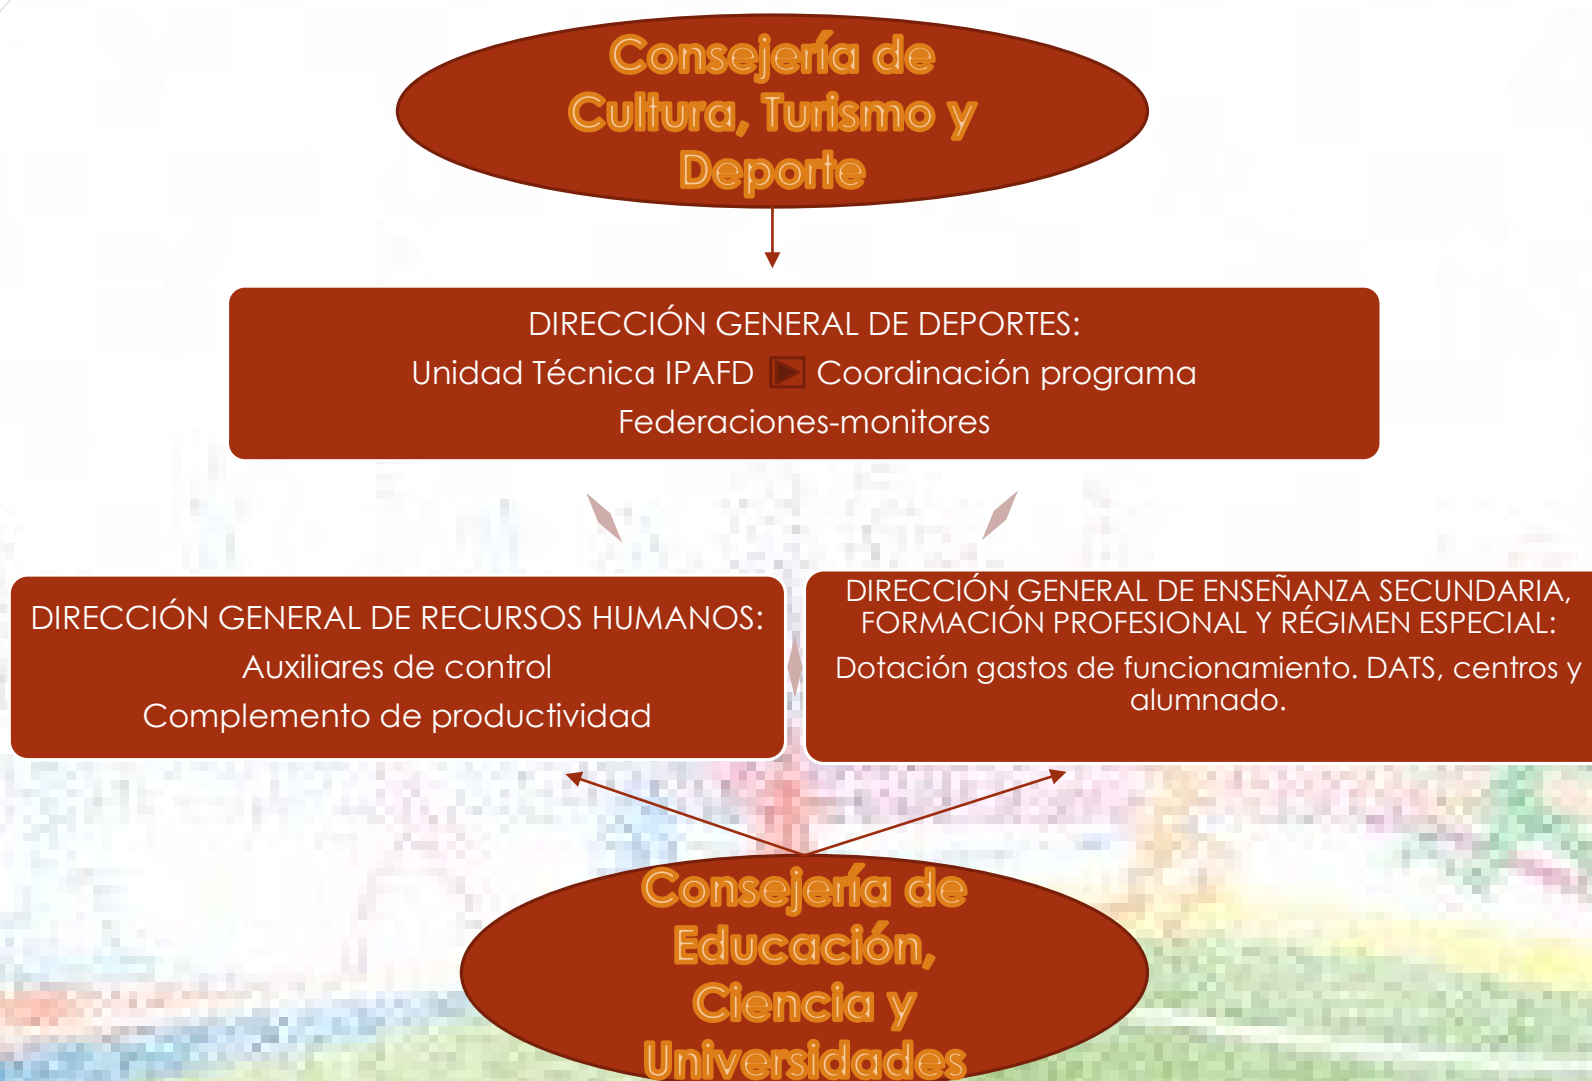 Consejería de
Cultura, Turismo y
Deporte
DIRECCIÓN GENERAL DE DEPORTES:
Unidad Técnica IPAFD Coordinación programa
Federaciones-monitores
DIRECCIÓN GENERAL DE RECURSOS HUMANOS:
Auxiliares de control
Complemento de productividad
DIRECCIÓN GENERAL DE ENSEÑANZA SECUNDARIA,
FORMACIÓN PROFESIONAL Y RÉGIMEN ESPECIAL:
Dotación gastos de funcionamiento. DATS, centros y
alumnado.
Consejería de
Educación,
Ciencia y
Universidades